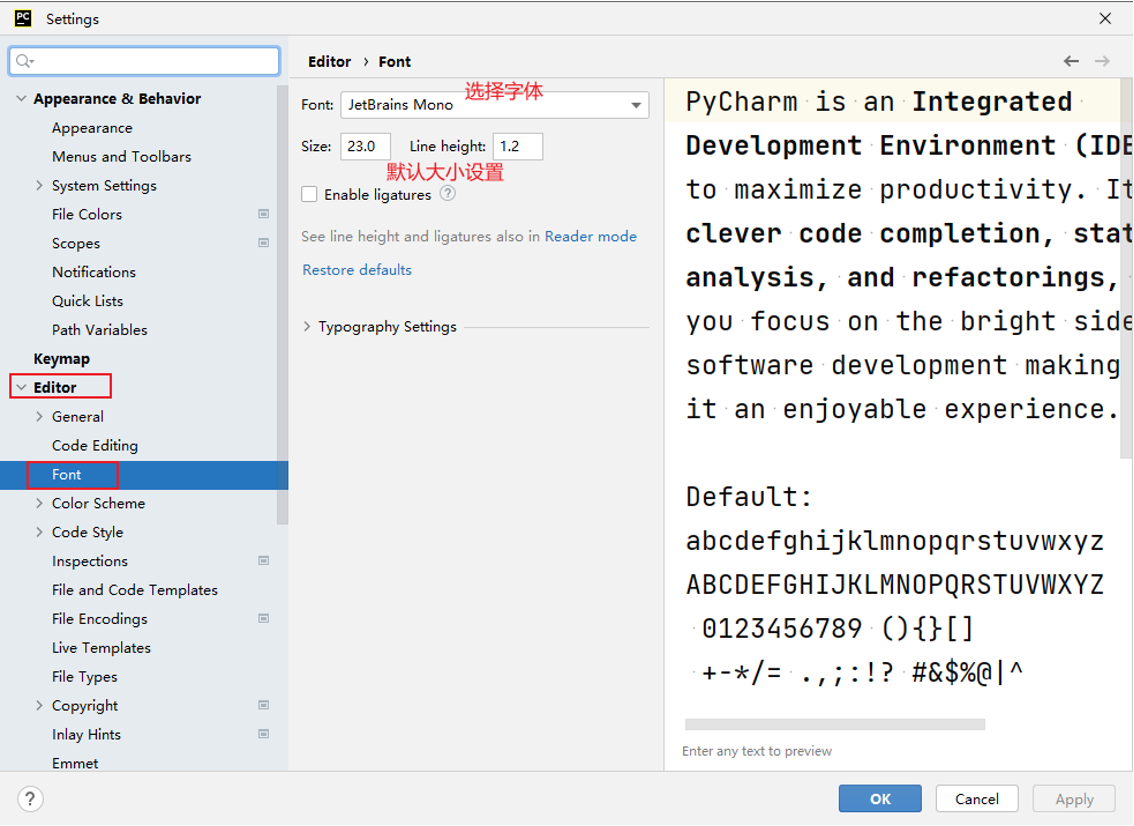 PC Settings
Appearance & Behavior
Appearance
Menus and Toolbars
System Settings
File Colors
Scopes
Notifications
Quick Lists
Path Variables
Keymap
Editor
General
Code Editing
Font
Color Scheme
Code Style
Inspections
File and Code Templates
File Encodings
Live Templates
File Types
Copyright
Inlay Hints
Emmet
Editor › Font
选择字体
Font: JetBrains Mono
Size: 23.0 Line height: 1.2
默认大小设置
Enable ligatures ?
See line height and ligatures also in Reader mode
Restore defaults
Typography Settings
PyCharm is an Integrated
Development Environment (IDE
to maximize productivity. It
clever code completion, stat
analysis, and refactorings,
you focus on the bright side
software development making
it an enjoyable experience.
Default:
abcdefghijklmnopqrstuvwxyz
ABCDEFGHIJKLMNOPQRSTUVWXYZ
0123456789 (){}[]
+-*/= .,;:!? #&$%@|^
Enter any text to preview
? OK Cancel Apply